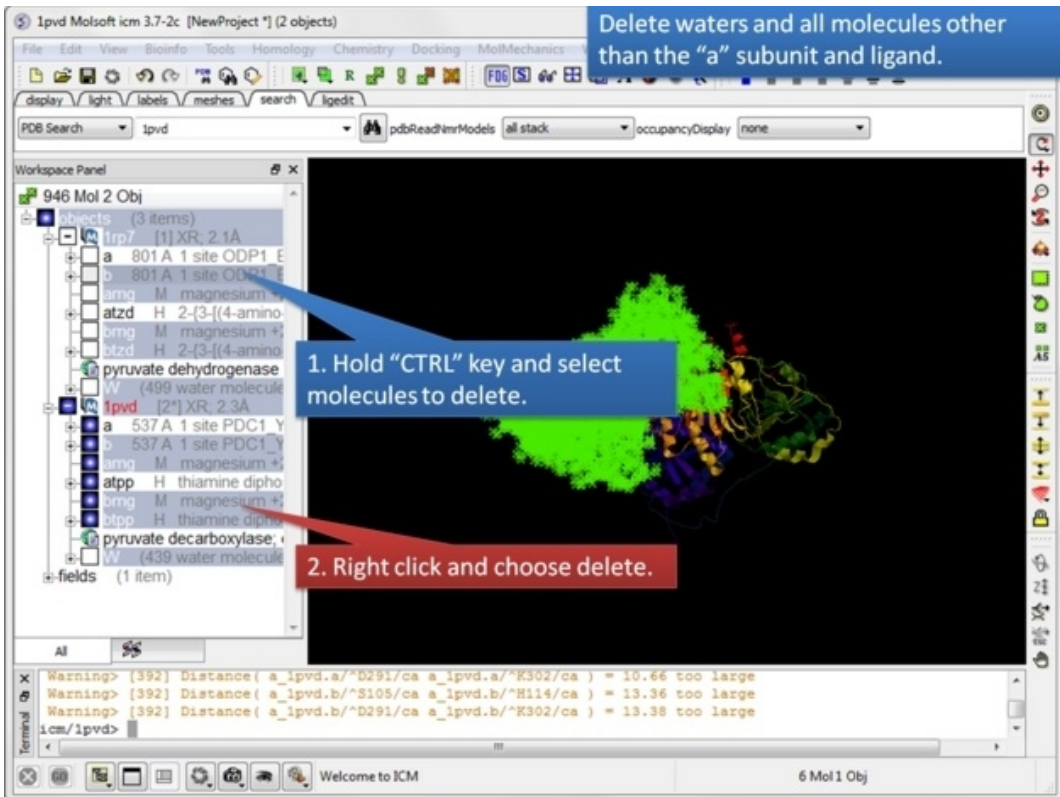 1pvd Molsoft icm 3.7-2c [NewProject *] (2 objects)
Delete waters and all molecules other
than the “a” subunit and ligand.
File Edit View Bioinfo Tools Homology Chemistry Docking MolMechanics
R FOG S
display light labels meshes search ligedit
PDB Search 1pvd pdbReadNmrModels all stack occupancyDisplay none
Workspace Panel
946 Mol 2 Obj
objects (3 items)
1rp7 [1] XR; 2.1Å
a 801 A 1 site ODP1_E
b 801 A 1 site ODP1_E
amg M magnesium +2
atzd H 2-{3-[(4-amino-
bmg M magnesium +2
btzd H 2-{3-[(4-amino-
pyruvate dehydrogenase
W (499 water molecule
1pvd [2*] XR; 2.3Å
a 537 A 1 site PDC1_Y
b 537 A 1 site PDC1_Y
amg M magnesium +2
atpp H thiamine dipho
bmg M magnesium +2
btpp H thiamine dipho
pyruvate decarboxylase;
W (439 water molecule
fields (1 item)
1. Hold “CTRL” key and select
molecules to delete.
2. Right click and choose delete.
All
Warning> [392] Distance( a_1pvd.a/^D291/ca a_1pvd.a/^K302/ca ) = 10.66 too large
Warning> [392] Distance( a_1pvd.b/^S105/ca a_1pvd.b/^H114/ca ) = 13.36 too large
Warning> [392] Distance( a_1pvd.b/^D291/ca a_1pvd.b/^K302/ca ) = 13.38 too large
icm/1pvd>
Terminal
Welcome to ICM 6 Mol 1 Obj